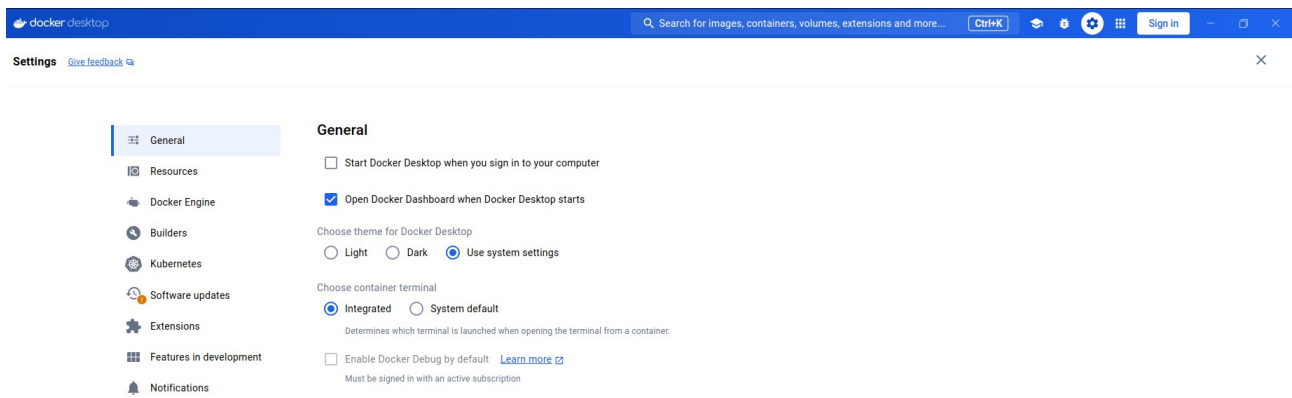 docker desktop
Search for images, containers, volumes, extensions and more... Ctrl+K Sign in
Settings Give feedback
General
Resources
Docker Engine
Builders
Kubernetes
Software updates
Extensions
Features in development
Notifications
General
Start Docker Desktop when you sign in to your computer
Open Docker Dashboard when Docker Desktop starts
Choose theme for Docker Desktop
Light Dark Use system settings
Choose container terminal
Integrated System default
Determines which terminal is launched when opening the terminal from a container.
Enable Docker Debug by default Learn more
Must be signed in with an active subscription